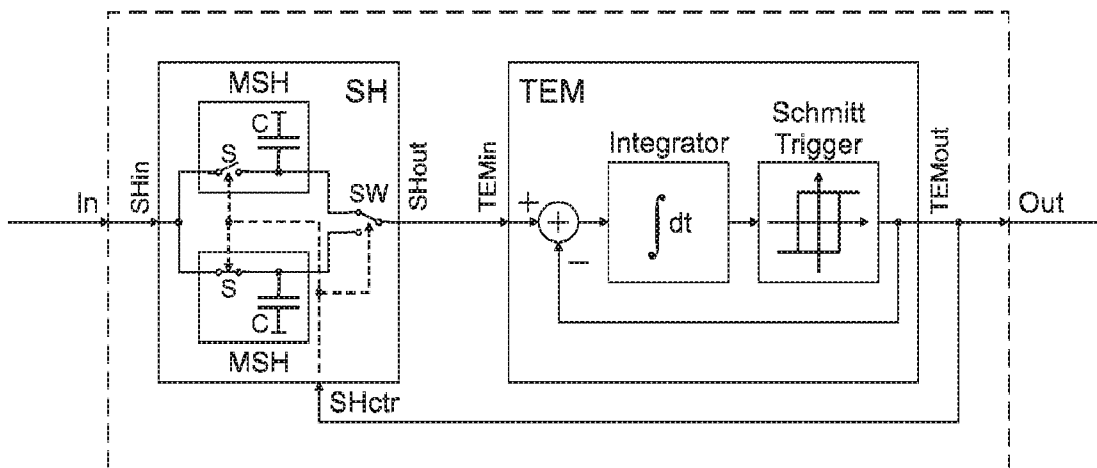 MSH
SH
TEM
Schmitt
Trigger
Integrator
C
S
SHin
SHout
TEMin
TEMout
SW
In
+
+
∫dt
Out
−
S
C
MSH
SHctr